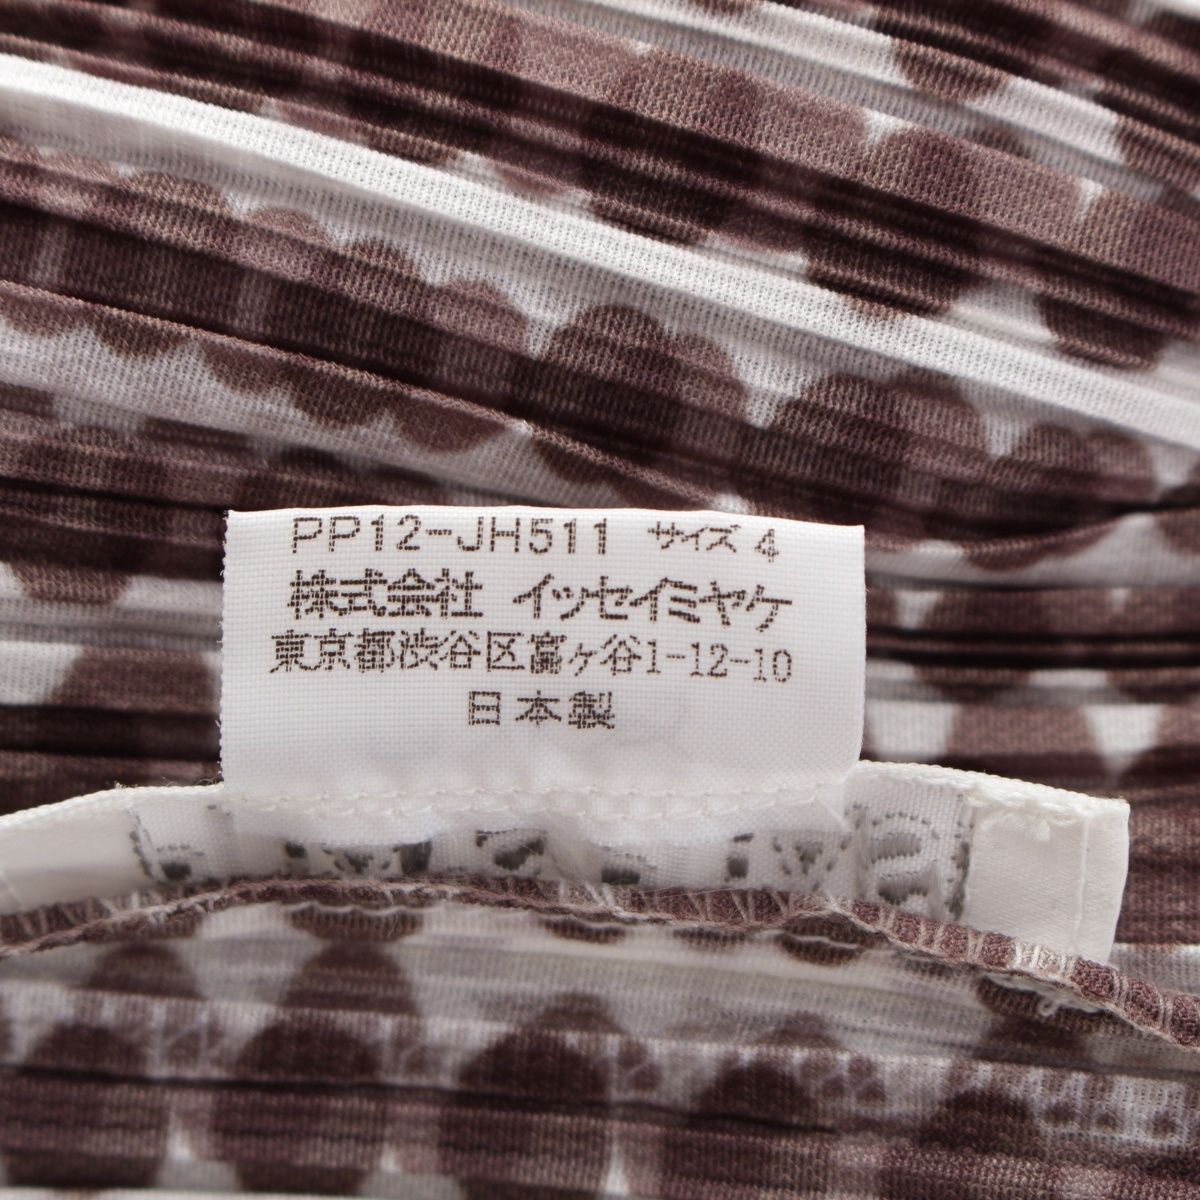 PP12-JH511 サイズ 4
株式会社 イッセイミヤケ
東京都渋谷区富ヶ谷1-12-10
日本製